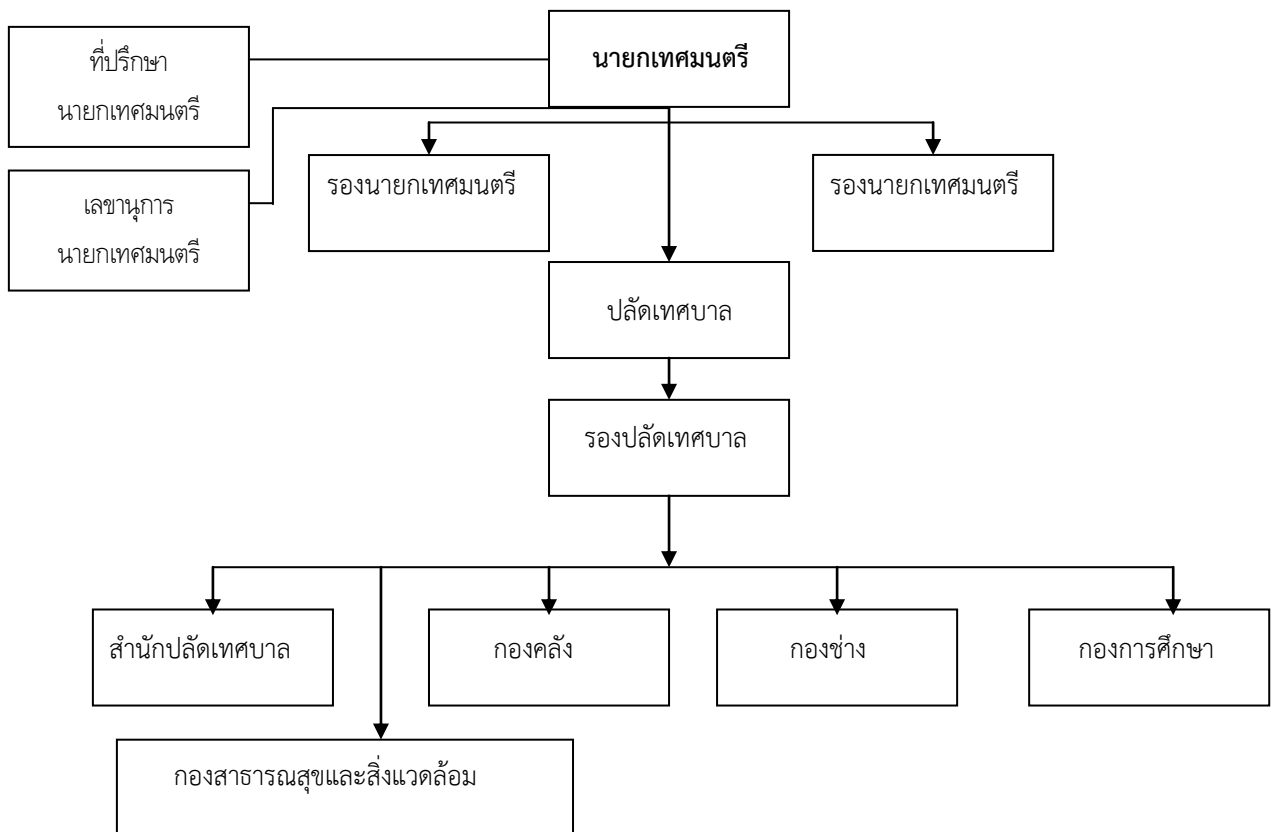 ที่ปรึกษา
นายกเทศมนตรี
นายกเทศมนตรี
เลขานุการ
นายกเทศมนตรี
รองนายกเทศมนตรี
รองนายกเทศมนตรี
ปลัดเทศบาล
รองปลัดเทศบาล
สำนักปลัดเทศบาล
กองคลัง
กองช่าง
กองการศึกษา
กองสาธารณสุขและสิ่งแวดล้อม